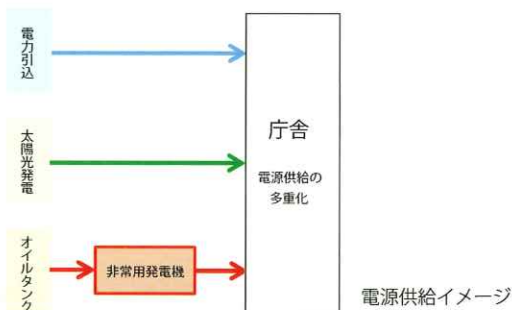 電力引込
太陽光発電
オイルタンク
非常用発電機
庁舎
電源供給の
多重化
電源供給イメージ